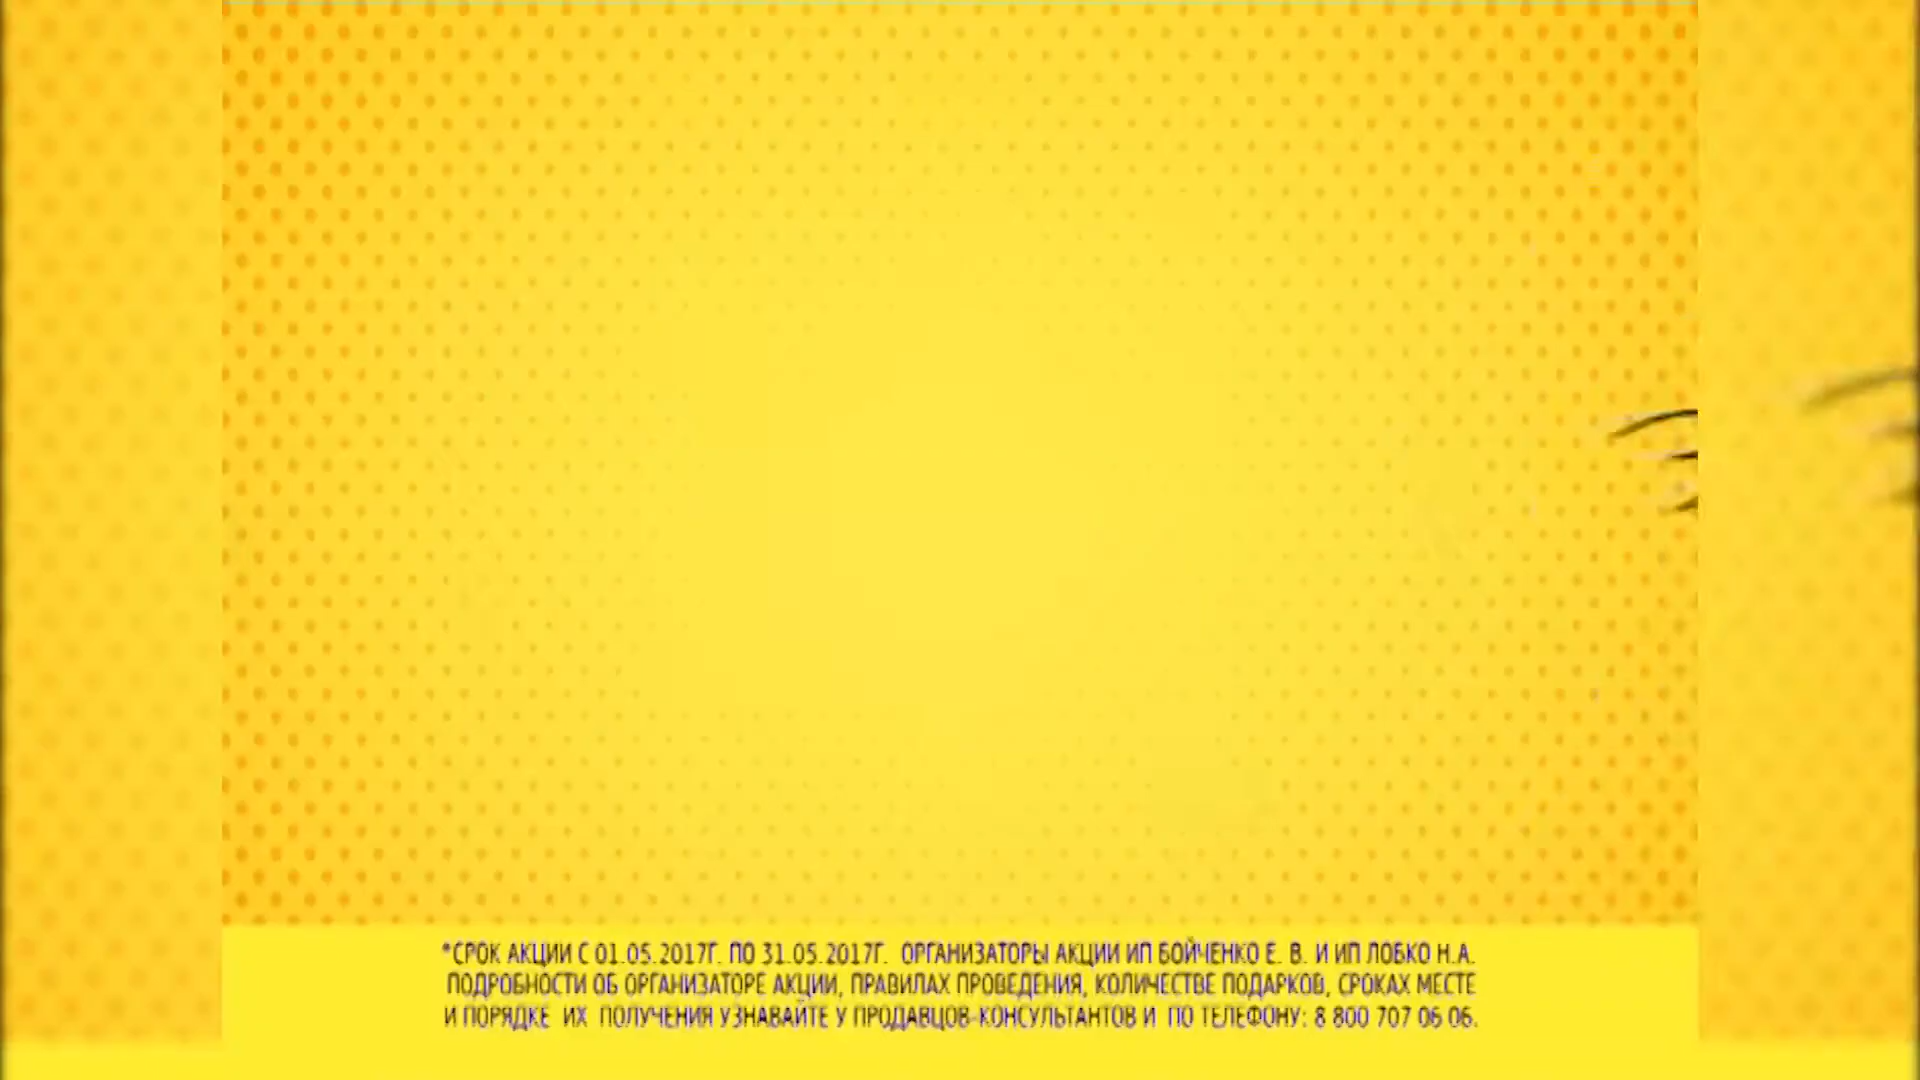 *СРОК АКЦИИ С 01.05.2017Г. ПО 31.05.2017Г. ОРГАНИЗАТОРЫ АКЦИИ ИП БОЙЧЕНКО Е. В. И ИП ЛОБКО Н.А.
ПОДРОБНОСТИ ОБ ОРГАНИЗАТОРЕ АКЦИИ, ПРАВИЛАХ ПРОВЕДЕНИЯ, КОЛИЧЕСТВЕ ПОДАРКОВ, СРОКАХ МЕСТЕ
И ПОРЯДКЕ ИХ ПОЛУЧЕНИЯ УЗНАВАЙТЕ У ПРОДАВЦОВ-КОНСУЛЬТАНТОВ И ПО ТЕЛЕФОНУ: 8 800 707 06 06.